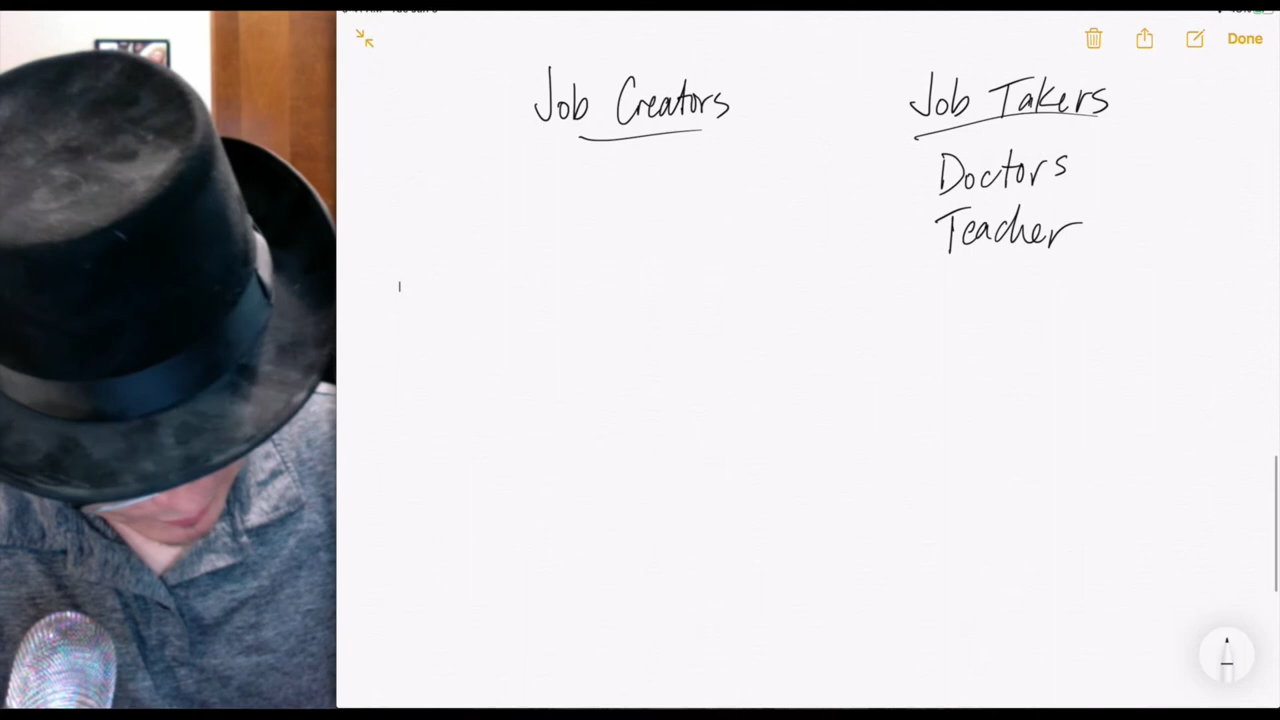 Done
Job Creators
Job Takers
Doctors
Teacher